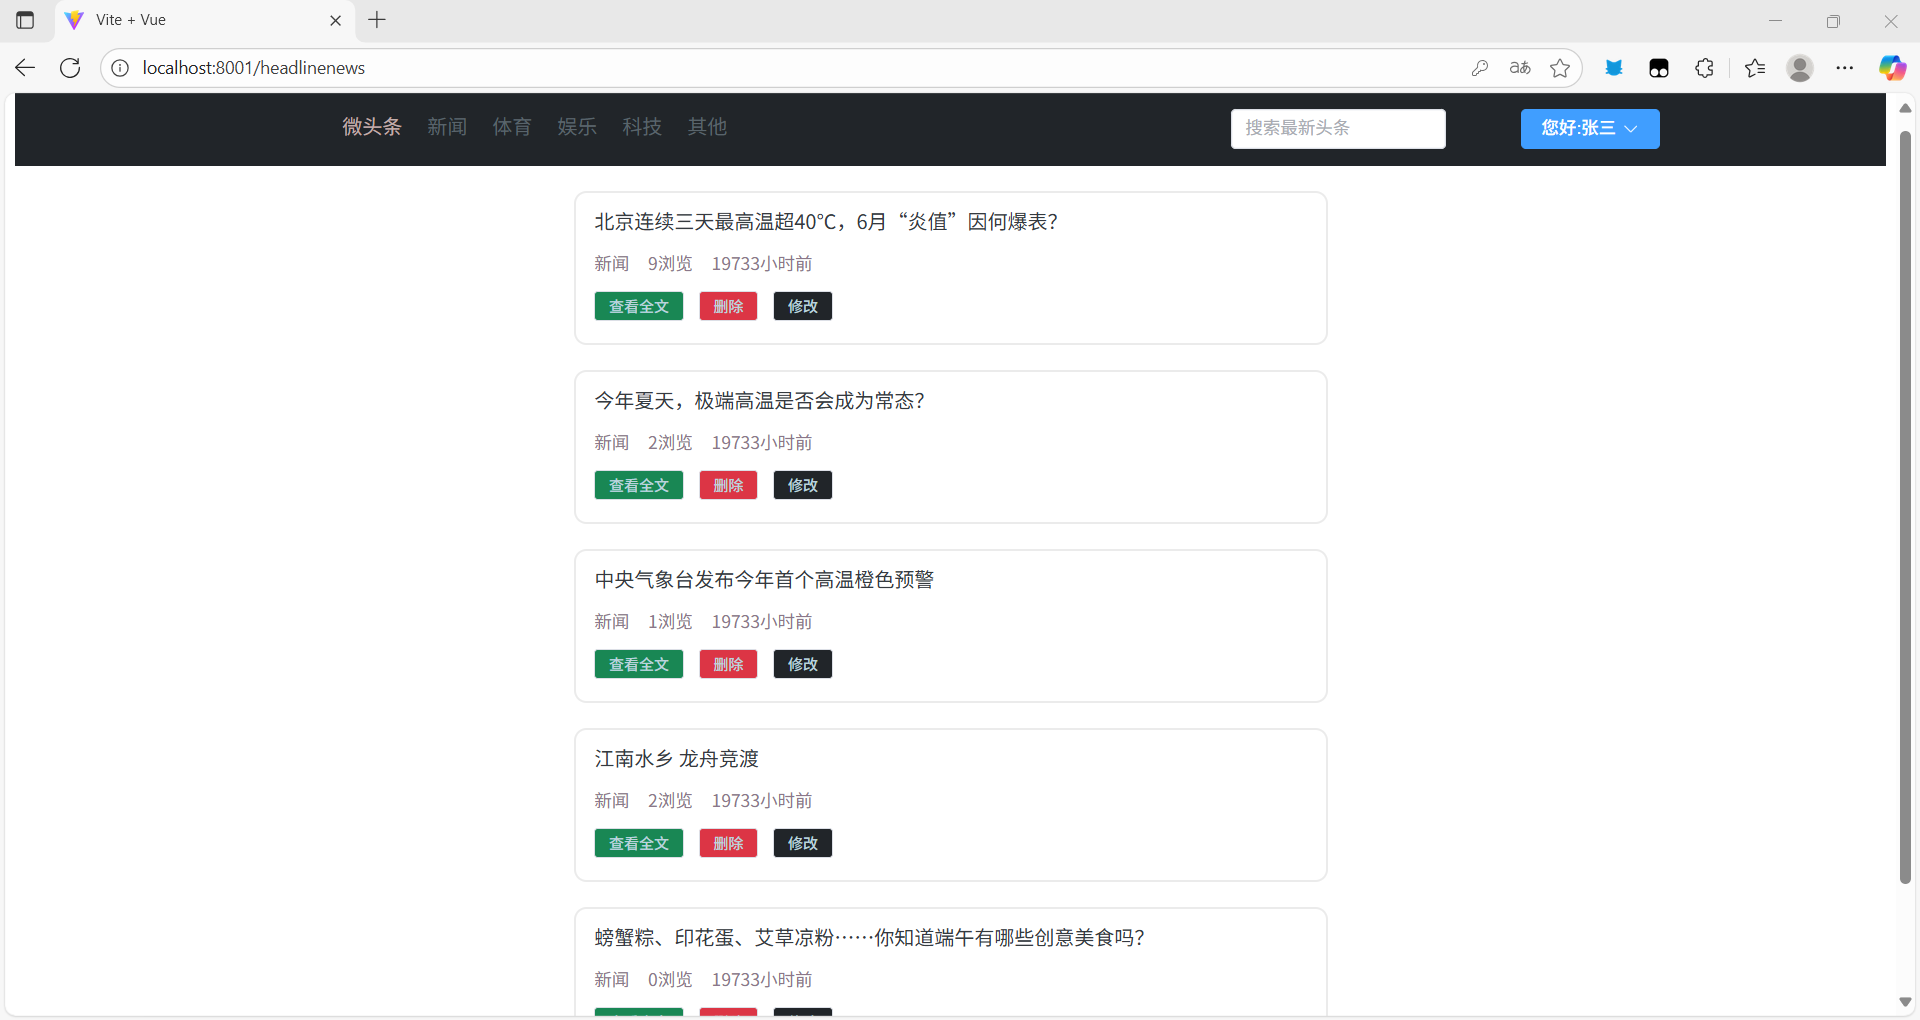 Vite + Vue
localhost:8001/headlinenews
微头条 新闻 体育 娱乐 科技 其他 搜索最新头条 您好:张三
北京连续三天最高温超40℃，6月“炎值”因何爆表？
新闻 9浏览 19733小时前
查看全文 删除 修改
今年夏天，极端高温是否会成为常态？
新闻 2浏览 19733小时前
查看全文 删除 修改
中央气象台发布今年首个高温橙色预警
新闻 1浏览 19733小时前
查看全文 删除 修改
江南水乡 龙舟竞渡
新闻 2浏览 19733小时前
查看全文 删除 修改
螃蟹粽、印花蛋、艾草凉粉……你知道端午有哪些创意美食吗？
新闻 0浏览 19733小时前